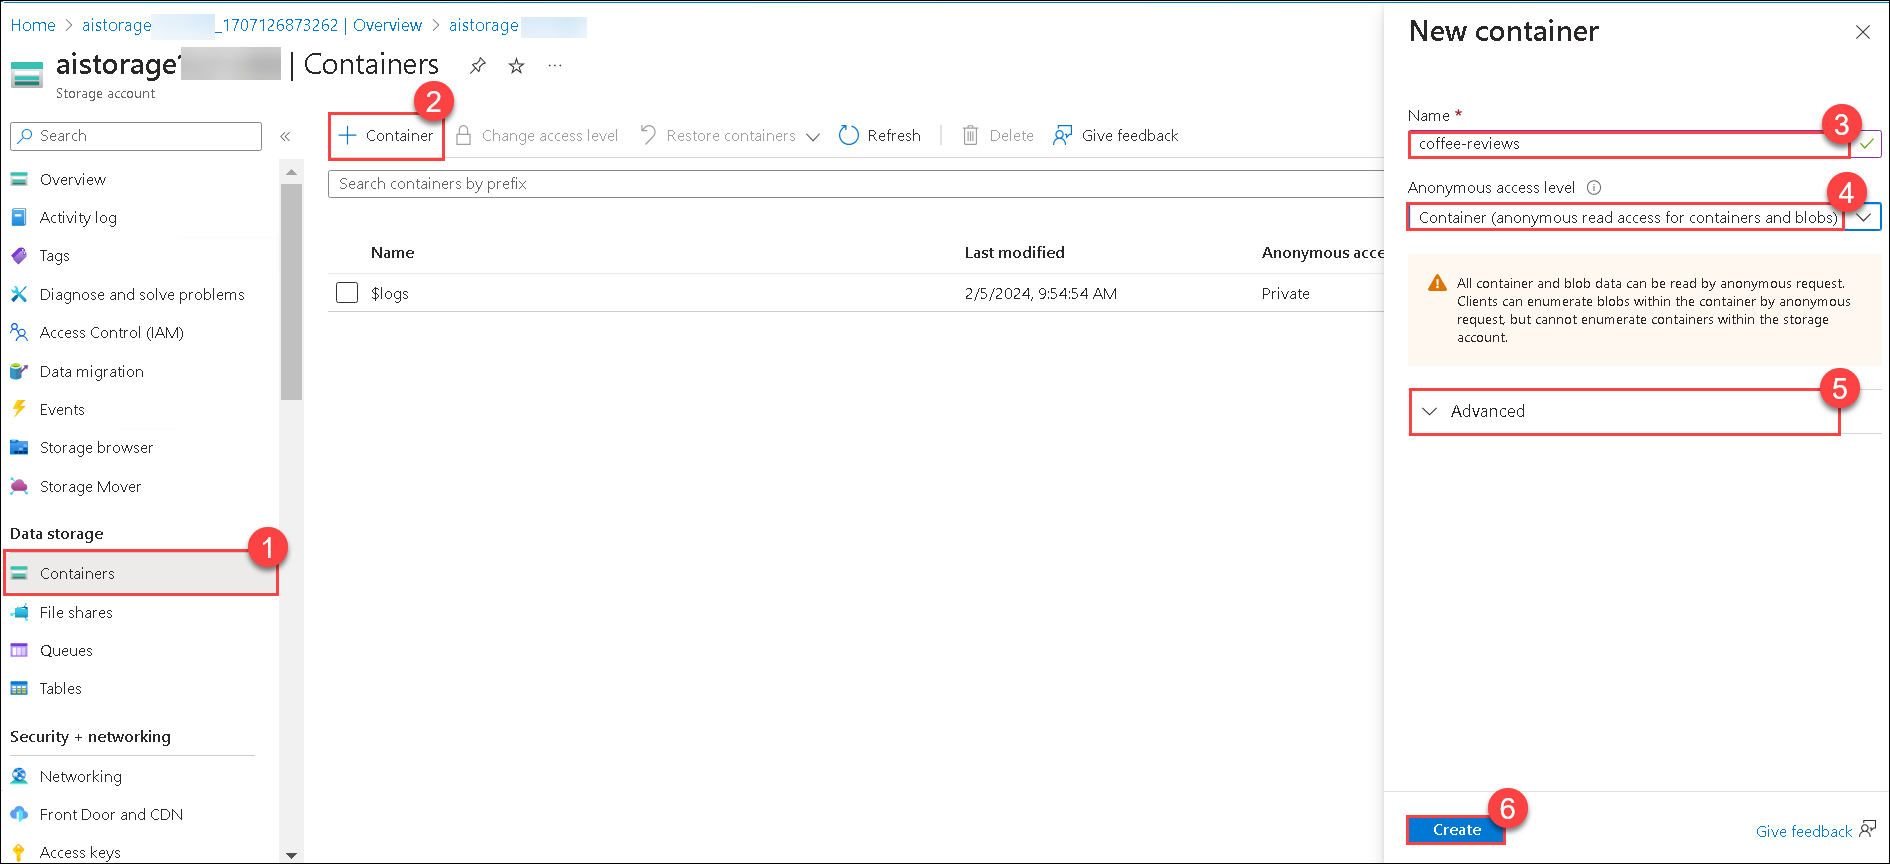 Home > aistorage _1707126873262 | Overview > aistorage
aistorage | Containers
Storage account
Search
Overview
Activity log
Tags
Diagnose and solve problems
Access Control (IAM)
Data migration
Events
Storage browser
Storage Mover
Data storage
1
Containers
File shares
Queues
Tables
Security + networking
Networking
Front Door and CDN
Access keys
2
Container Change access level Restore containers Refresh Delete Give feedback
Search containers by prefix
Name Last modified Anonymous acce
$logs 2/5/2024, 9:54:54 AM Private
New container
Name *
3
coffee-reviews
Anonymous access level
4
Container (anonymous read access for containers and blobs)
All container and blob data can be read by anonymous request.
Clients can enumerate blobs within the container by anonymous
request, but cannot enumerate containers within the storage
account.
5
Advanced
6
Create
Give feedback